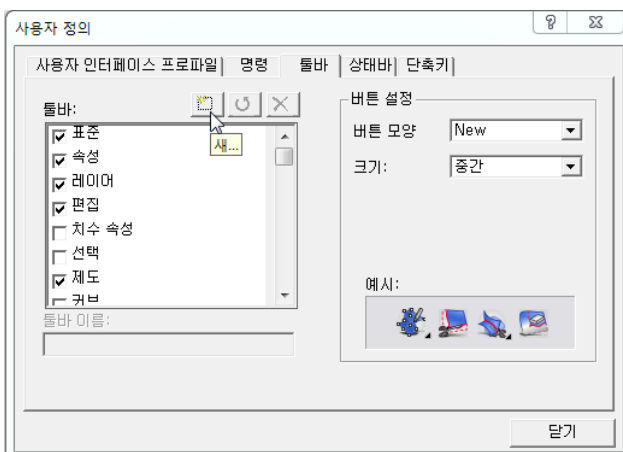 사용자 정의
사용자 인터페이스 프로파일 명령 툴바 상태바 단축키
툴바:
새...
표준
속성
레이어
편집
치수 속성
선택
제도
커브
툴바 이름:
버튼 설정
버튼 모양 New
크기: 중간
예시:
닫기